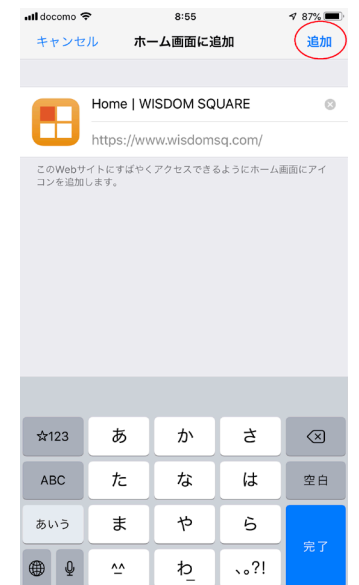 docomo 8:55 87%
キャンセル ホーム画面に追加 追加
Home | WISDOM SQUARE
https://www.wisdomsq.com/
このWebサイトにすばやくアクセスできるようにホーム画面にアイ
コンを追加します。
☆123 あ か さ
ABC た な は 空白
あいう ま や ら 完了
^^ わ_ 、。?!